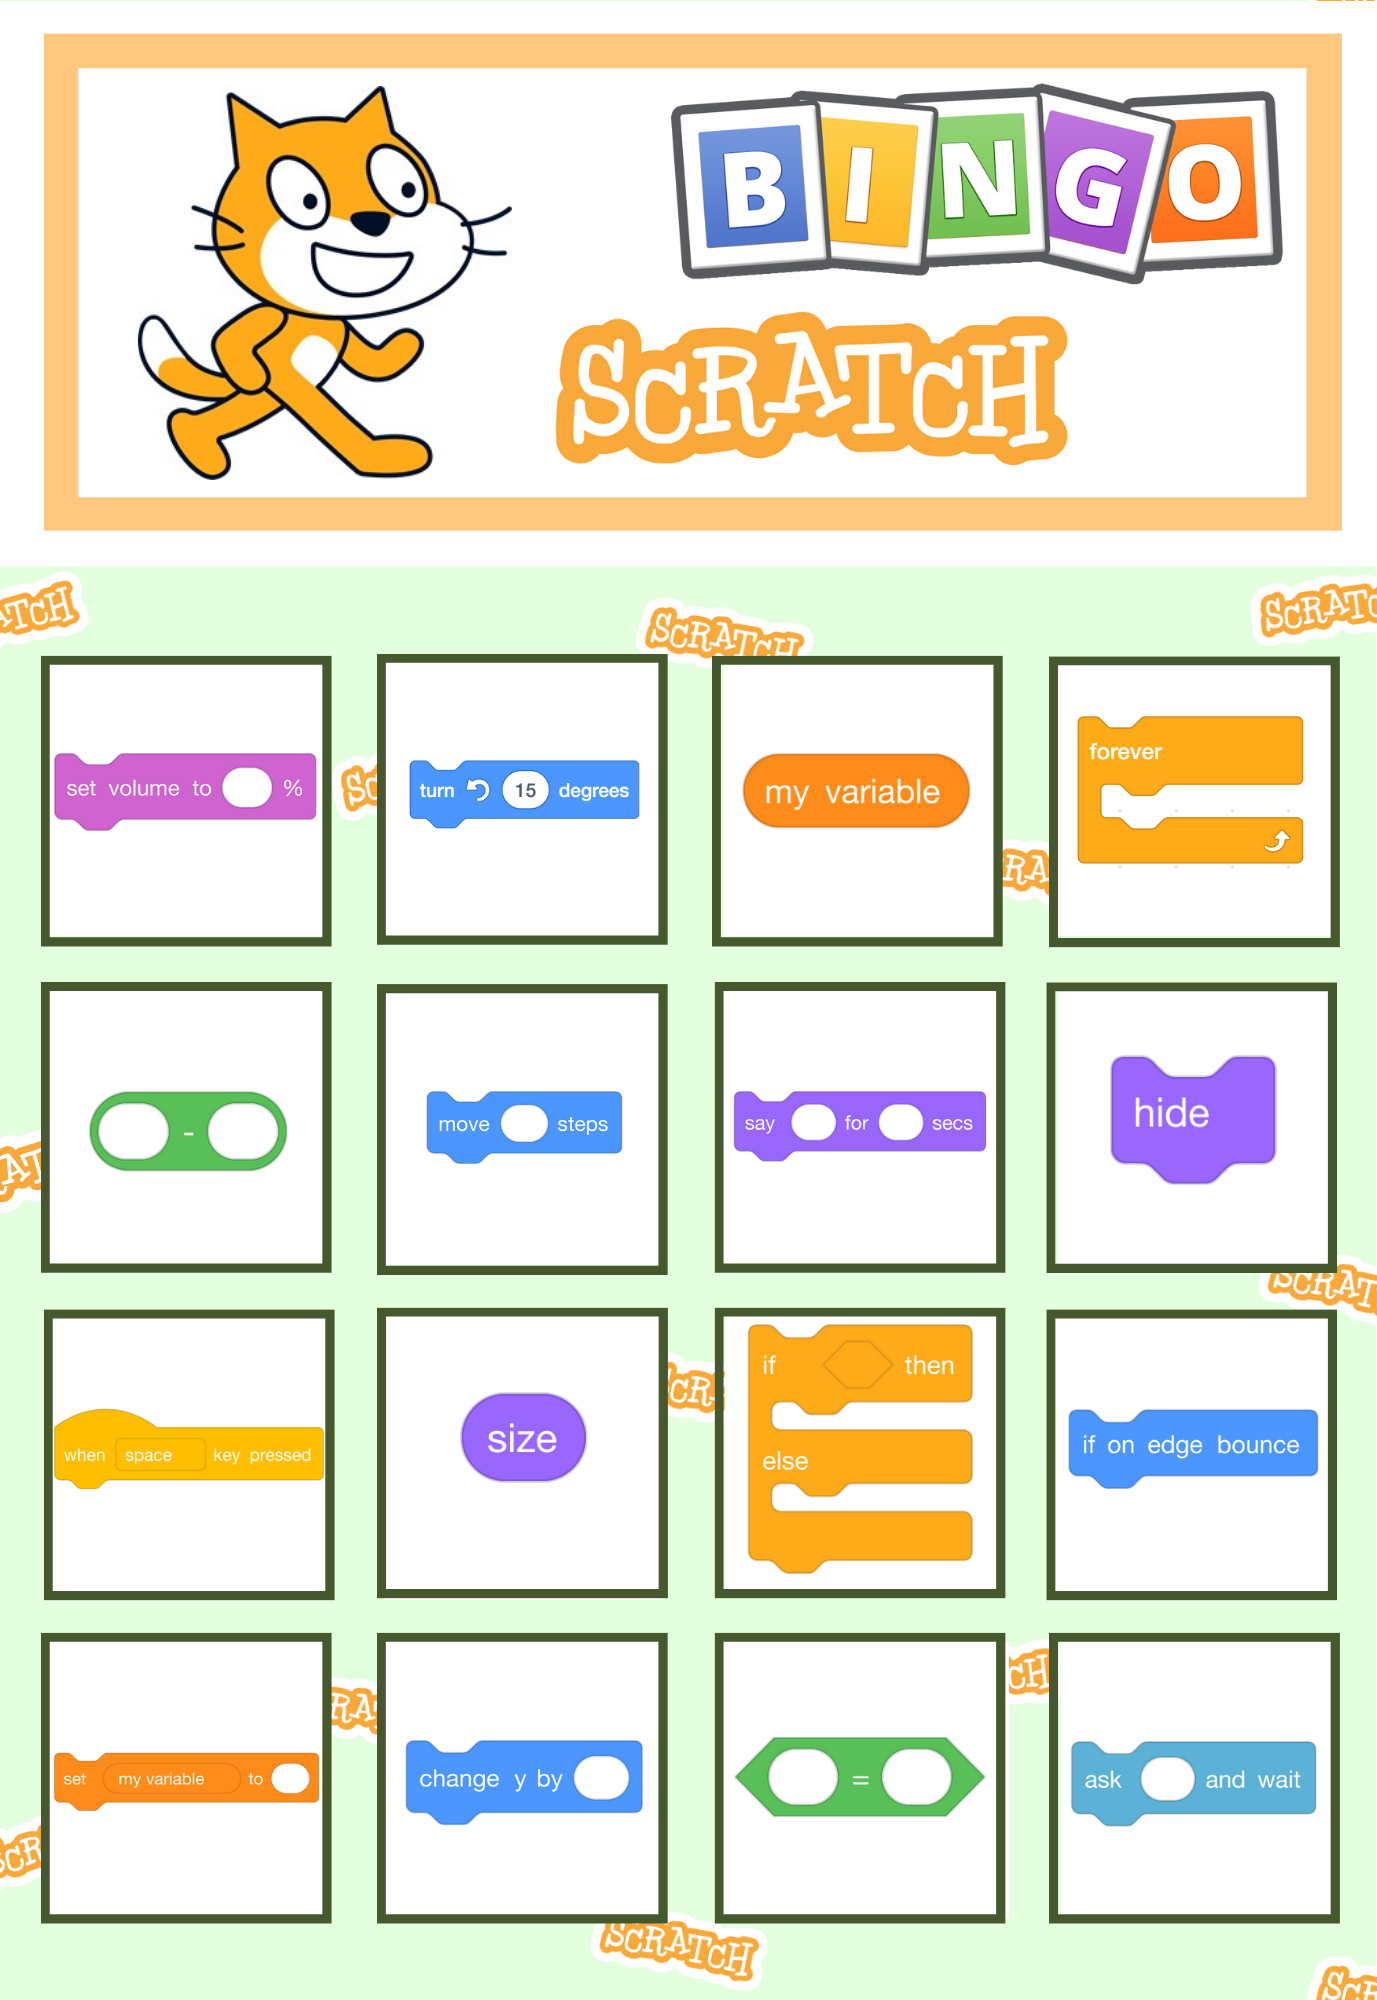 BINGO
SCRATCH
SCRATCH
set volume to %
turn 15 degrees
my variable
forever
-
move steps
say for secs
hide
when space key pressed
size
if then
else
if on edge bounce
set my variable to
change y by
=
ask and wait
SCRATCH